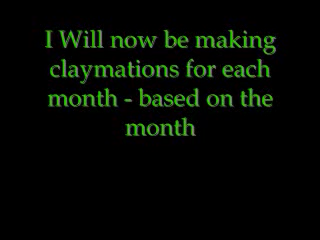 I Will now be making
claymations for each
month - based on the
month